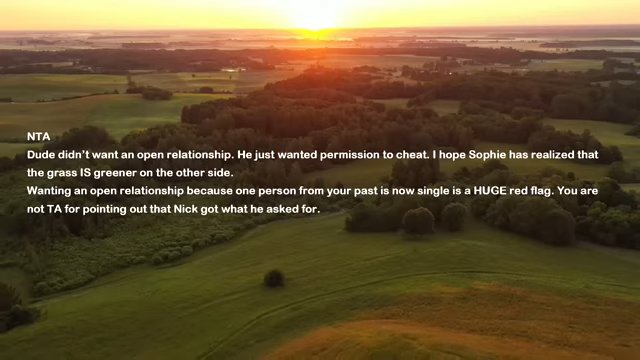 NTA
Dude didn't want an open relationship. He just wanted permission to cheat. I hope Sophie has realized that
the grass IS greener on the other side.
Wanting an open relationship because one person from your past is now single is a HUGE red flag. You are
not TA for pointing out that Nick got what he asked for.